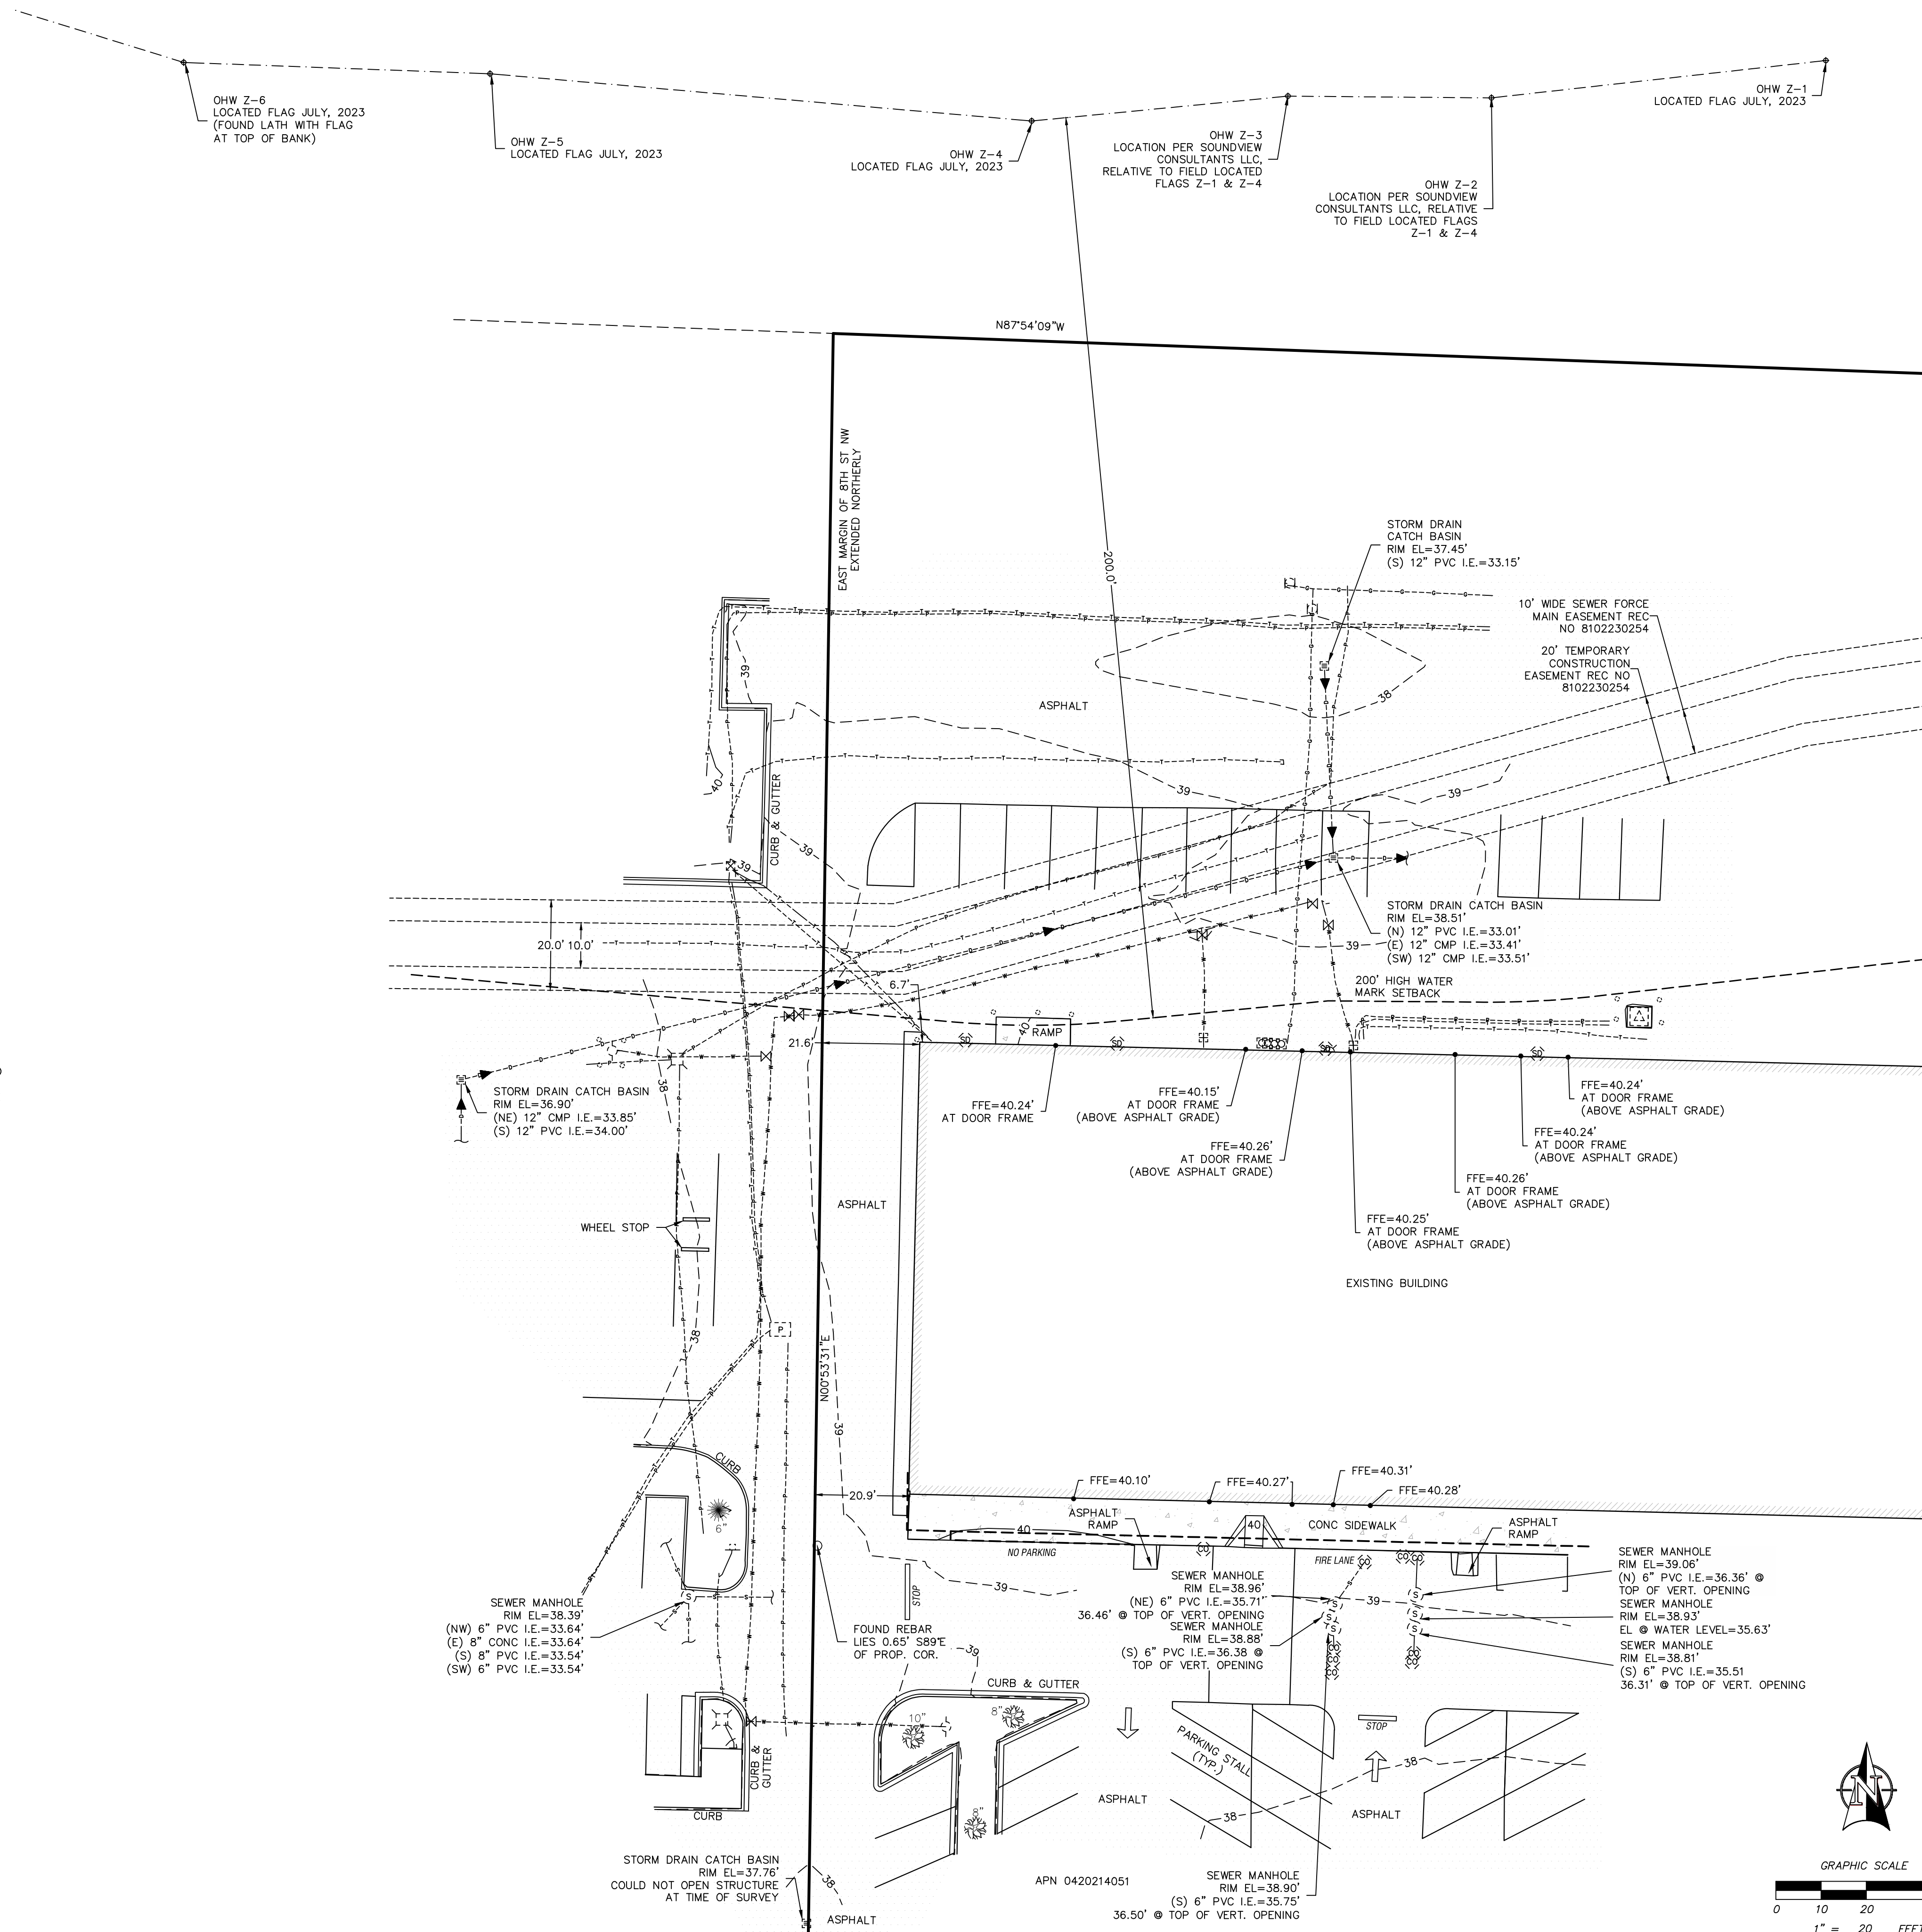 OHW Z-6
LOCATED FLAG JULY, 2023
(FOUND LATH WITH FLAG
AT TOP OF BANK)
OHW Z-5
LOCATED FLAG JULY, 2023
OHW Z-4
LOCATED FLAG JULY, 2023
OHW Z-3
LOCATION PER SOUNDVIEW
CONSULTANTS LLC,
RELATIVE TO FIELD LOCATED
FLAGS Z-1 & Z-4
OHW Z-2
LOCATION PER SOUNDVIEW
CONSULTANTS LLC, RELATIVE
TO FIELD LOCATED FLAGS
Z-1 & Z-4
OHW Z-1
LOCATED FLAG JULY, 2023
N87°54'09"W
EAST MARGIN OF 8TH ST NW
EXTENDED NORTHERLY
200.0'
STORM DRAIN
CATCH BASIN
RIM EL=37.45'
(S) 12" PVC I.E.=33.15'
10' WIDE SEWER FORCE
MAIN EASEMENT REC
NO 8102230254
20' TEMPORARY
CONSTRUCTION
EASEMENT REC NO
8102230254
39
38
ASPHALT
40
39
39
CURB & GUTTER
39
39
20.0'
10.0'
STORM DRAIN CATCH BASIN
RIM EL=38.51'
(N) 12" PVC I.E.=33.01'
(E) 12" CMP I.E.=33.41'
(SW) 12" CMP I.E.=33.51'
39
200' HIGH WATER
MARK SETBACK
6.7'
40
RAMP
21.6'
38
STORM DRAIN CATCH BASIN
RIM EL=36.90'
(NE) 12" CMP I.E.=33.85'
(S) 12" PVC I.E.=34.00'
FFE=40.24'
AT DOOR FRAME
FFE=40.15'
AT DOOR FRAME
(ABOVE ASPHALT GRADE)
FFE=40.26'
AT DOOR FRAME
(ABOVE ASPHALT GRADE)
FFE=40.25'
AT DOOR FRAME
(ABOVE ASPHALT GRADE)
FFE=40.26'
AT DOOR FRAME
(ABOVE ASPHALT GRADE)
FFE=40.24'
AT DOOR FRAME
(ABOVE ASPHALT GRADE)
FFE=40.24'
AT DOOR FRAME
(ABOVE ASPHALT GRADE)
ASPHALT
WHEEL STOP
EXISTING BUILDING
P
38
N00°53'31"E
39
CURB
6"
20.9'
FFE=40.10'
FFE=40.27'
FFE=40.31'
FFE=40.28'
ASPHALT
RAMP
40
40
CONC SIDEWALK
ASPHALT
RAMP
NO PARKING
FIRE LANE
STOP
39
39
SEWER MANHOLE
RIM EL=38.96'
(NE) 6" PVC I.E.=35.71'
36.46' @ TOP OF VERT. OPENING
SEWER MANHOLE
RIM EL=38.88'
(S) 6" PVC I.E.=36.38 @
TOP OF VERT. OPENING
SEWER MANHOLE
RIM EL=39.06'
(N) 6" PVC I.E.=36.36' @
TOP OF VERT. OPENING
SEWER MANHOLE
RIM EL=38.93'
EL @ WATER LEVEL=35.63'
SEWER MANHOLE
RIM EL=38.81'
(S) 6" PVC I.E.=35.51
36.31' @ TOP OF VERT. OPENING
SEWER MANHOLE
RIM EL=38.39'
(NW) 6" PVC I.E.=33.64'
(E) 8" CONC I.E.=33.64'
(S) 8" PVC I.E.=33.54'
(SW) 6" PVC I.E.=33.54'
FOUND REBAR
LIES 0.65' S89°E
OF PROP. COR.
39
CURB & GUTTER
10"
8"
8"
STOP
PARKING STALL
(TYP.)
38
38
CURB &
GUTTER
CURB
ASPHALT
ASPHALT
STORM DRAIN CATCH BASIN
RIM EL=37.76'
COULD NOT OPEN STRUCTURE
AT TIME OF SURVEY
38
ASPHALT
APN 0420214051
SEWER MANHOLE
RIM EL=38.90'
(S) 6" PVC I.E.=35.75'
36.50' @ TOP OF VERT. OPENING
N
GRAPHIC SCALE
0 10 20
1" = 20 FEET